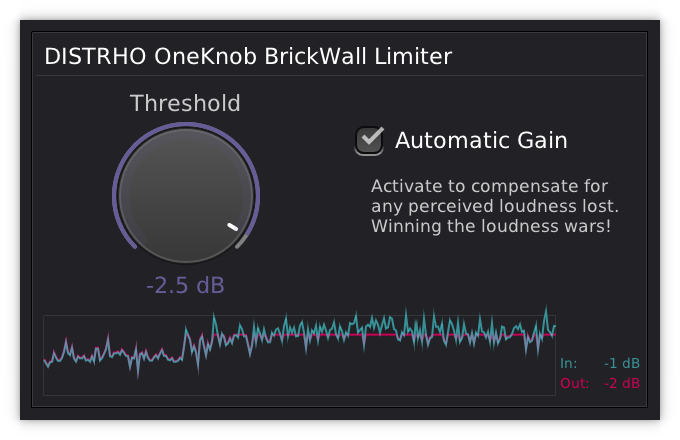 DISTRHO OneKnob BrickWall Limiter
Threshold
Automatic Gain
Activate to compensate for
any perceived loudness lost.
Winning the loudness wars!
-2.5 dB
In: -1 dB
Out: -2 dB